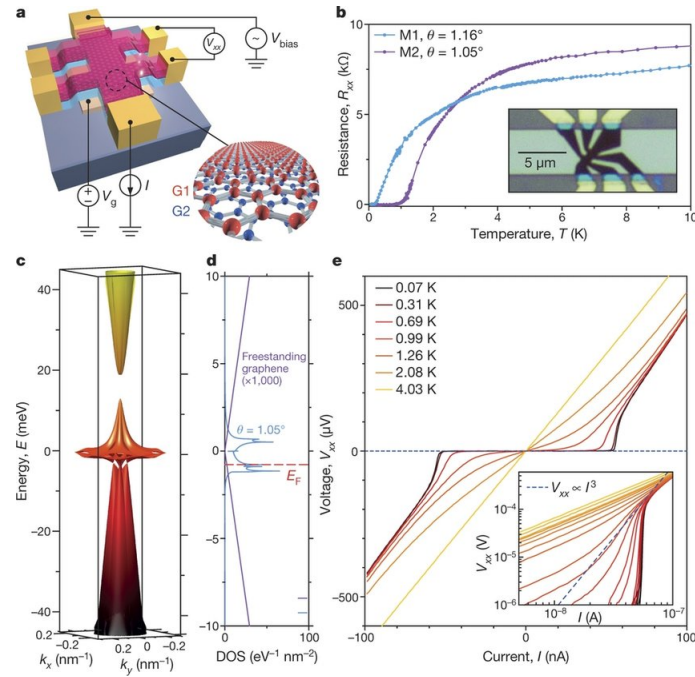 a
V_xx
V_bias
V_g
I
G1
G2
b
Resistance, R_xx (kΩ)
10
5
0
M1, θ = 1.16°
M2, θ = 1.05°
5 μm
0 2 4 6 8 10
Temperature, T (K)
c
Energy, E (meV)
40
20
0
−20
−40
0.2
−0.2
k_x (nm⁻¹)
0.2
0
−0.2
k_y (nm⁻¹)
d
10
5
0
−5
−10
Freestanding
graphene
(×1,000)
θ = 1.05°
E_F
0 100
DOS (eV⁻¹ nm⁻²)
e
Voltage, V_xx (μV)
500
0
−600
0.07 K
0.31 K
0.69 K
0.99 K
1.26 K
2.08 K
4.03 K
V_xx ∝ I³
V_xx (V)
10⁻⁴
10⁻⁵
10⁻⁶
10⁻⁸ 10⁻⁷
I (A)
−100 0 100
Current, I (nA)